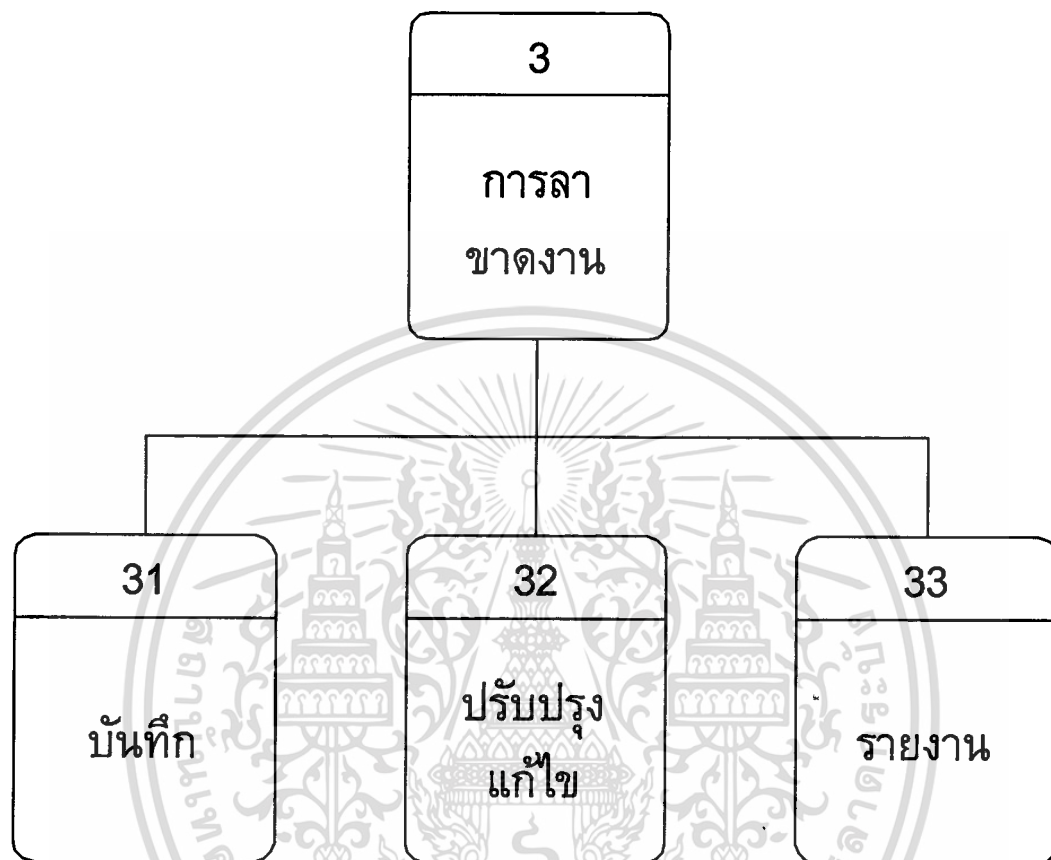 3
การลา
ขาดงาน
31
32
33
บันทึก
ปรับปรุง
แก้ไข
รายงาน